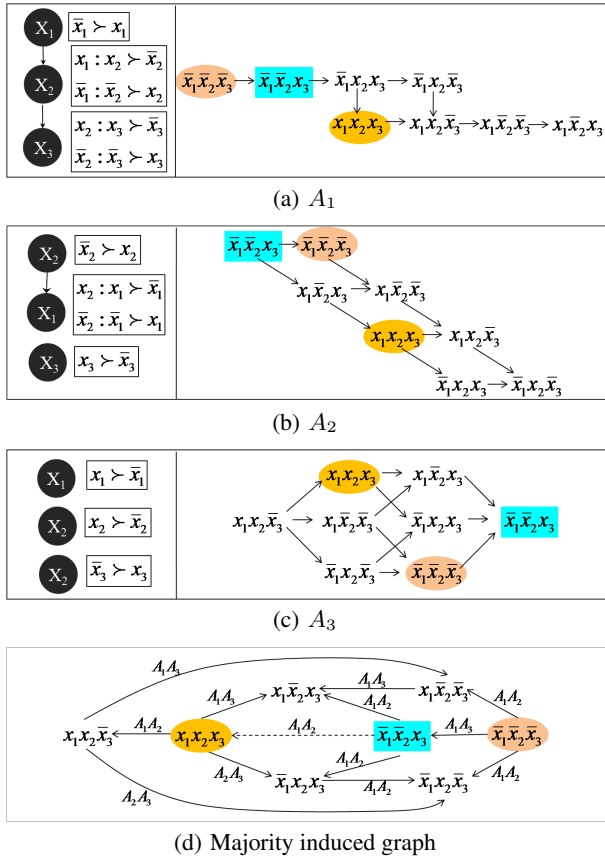 X₁ x̄₁ ≻ x₁
x₁ : x₂ ≻ x̄₂
X₂ x̄₁ : x̄₂ ≻ x₂
x₂ : x₃ ≻ x̄₃
X₃ x̄₂ : x̄₃ ≻ x₃
x̄₁x̄₂x̄₃ → x̄₁x̄₂x₃ → x̄₁x₂x₃ → x̄₁x₂x̄₃
x₁x₂x₃ → x₁x₂x̄₃ → x₁x̄₂x̄₃ → x₁x̄₂x₃
(a) A₁
X₂ x̄₂ ≻ x₂
x₂ : x₁ ≻ x̄₁
X₁ x̄₂ : x̄₁ ≻ x₁
X₃ x₃ ≻ x̄₃
x̄₁x̄₂x₃ → x̄₁x̄₂x̄₃
x₁x̄₂x₃ → x₁x̄₂x̄₃
x₁x₂x₃ → x₁x₂x̄₃
x̄₁x₂x₃ → x̄₁x₂x̄₃
(b) A₂
X₁ x₁ ≻ x̄₁
X₂ x₂ ≻ x̄₂
X₂ x̄₃ ≻ x₃
x₁x₂x₃ → x₁x̄₂x₃
x₁x₂x̄₃ → x₁x̄₂x̄₃ x̄₁x₂x₃ → x̄₁x̄₂x₃
x̄₁x₂x̄₃ → x̄₁x̄₂x̄₃
(c) A₃
A₁A₃
A₁A₃ x₁x̄₂x₃ A₁A₃ x₁x̄₂x̄₃
A₁A₂ A₁A₂
x₁x₂x̄₃ A₁A₂ x₁x₂x₃ A₁A₂ x̄₁x̄₂x₃ A₁A₃ x̄₁x̄₂x̄₃
A₂A₃ A₁A₂ A₁A₂
x̄₁x₂x₃ A₁A₂ x̄₁x₂x̄₃
A₂A₃
(d) Majority induced graph